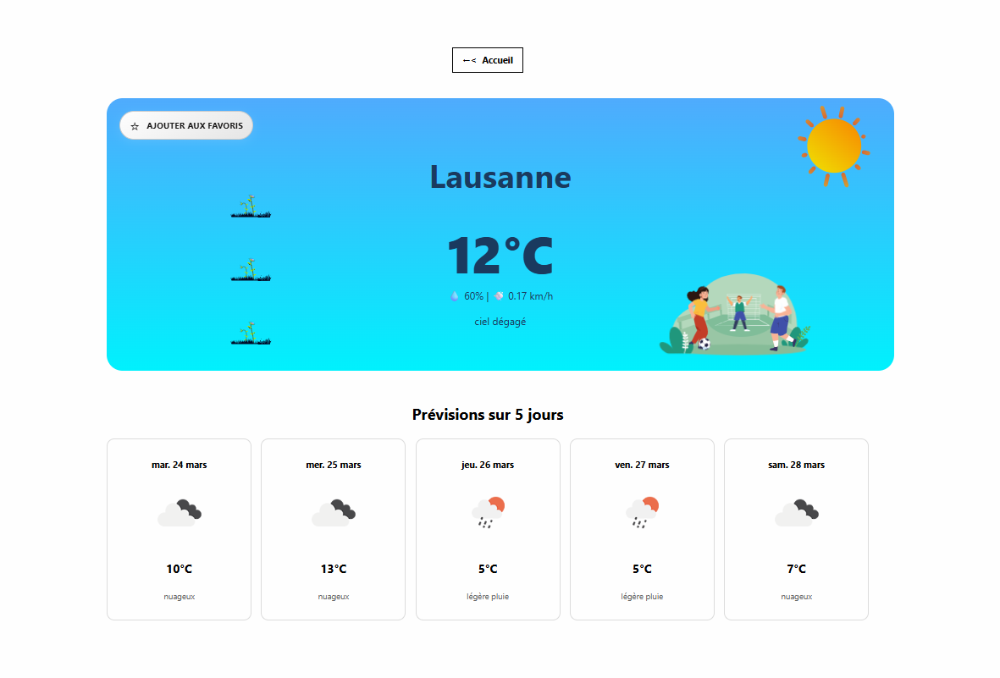 ←< Accueil
☆ AJOUTER AUX FAVORIS
Lausanne
12°C
💧 60% | 💨 0.17 km/h
ciel dégagé
Prévisions sur 5 jours
mar. 24 mars
10°C
nuageux
mer. 25 mars
13°C
nuageux
jeu. 26 mars
5°C
légère pluie
ven. 27 mars
5°C
légère pluie
sam. 28 mars
7°C
nuageux